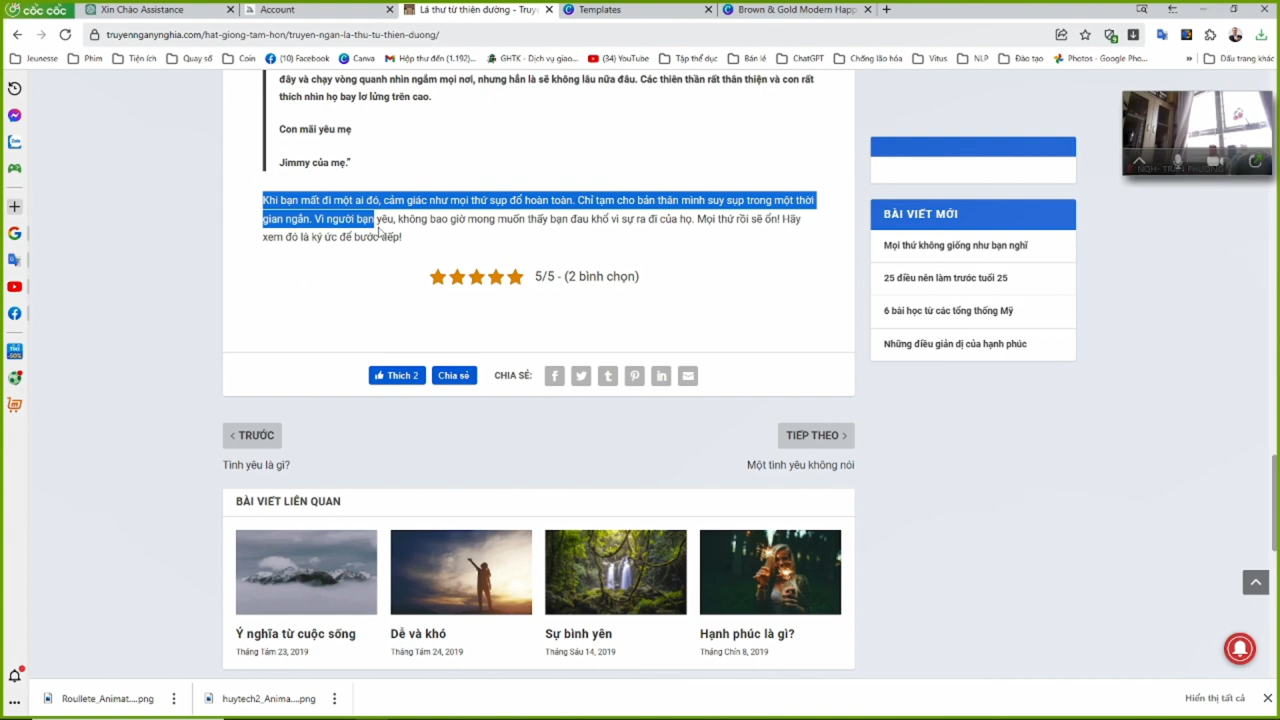 cốc cốc
Xin Chào Assistance
Account
Lá thư từ thiên đường - Truye
Templates
Brown & Gold Modern Happ
truyennganynghia.com/hat-giong-tam-hon/truyen-ngan-la-thu-tu-thien-duong/
Jeunesse
Phim
Tiện ích
Quay số
Coin
(10) Facebook
Canva
Hộp thư đến (1.192)...
GHTK - Dịch vụ giao...
(34) YouTube
Tập thể dục
Bán lẻ
ChatGPT
Chống lão hóa
Vitus
NLP
Đào tạo
Photos - Google Pho...
Dấu trang khác
đây và chạy vòng quanh nhìn ngắm mọi nơi, nhưng hẳn là sẽ không lâu nữa đâu. Các thiên thần rất thân thiện và con rất
thích nhìn họ bay lơ lửng trên cao.
Con mãi yêu mẹ
Jimmy của mẹ.”
Khi bạn mất đi một ai đó, cảm giác như mọi thứ sụp đổ hoàn toàn. Chỉ tạm cho bản thân mình suy sụp trong một thời
gian ngắn. Vì người bạn yêu, không bao giờ mong muốn thấy bạn đau khổ vì sự ra đi của họ. Mọi thứ rồi sẽ ổn! Hãy
xem đó là ký ức để bước tiếp!
5/5 - (2 bình chọn)
Thích 2
Chia sẻ
CHIA SẺ:
TRƯỚC
TIẾP THEO
Tình yêu là gì?
Một tình yêu không nói
BÀI VIẾT LIÊN QUAN
Ý nghĩa từ cuộc sống
Dễ và khó
Sự bình yên
Hạnh phúc là gì?
Tháng Tám 23, 2019
Tháng Tám 24, 2019
Tháng Sáu 14, 2019
Tháng Chín 8, 2019
BÀI VIẾT MỚI
Mọi thứ không giống như bạn nghĩ
25 điều nên làm trước tuổi 25
6 bài học từ các tổng thống Mỹ
Những điều giản dị của hạnh phúc
Roullete_Animat....png
huytech2_Anima....png
Hiển thị tất cả